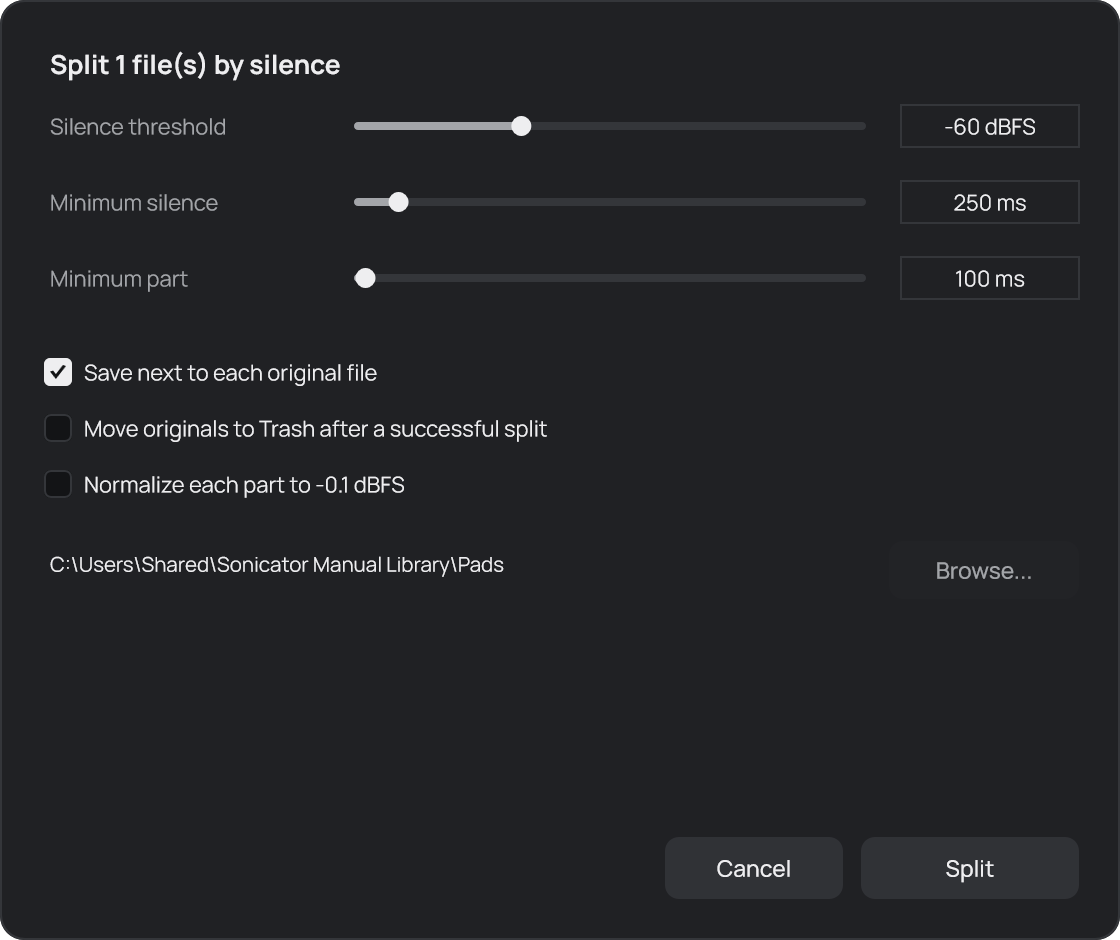 Split 1 file(s) by silence
Silence threshold -60 dBFS
Minimum silence 250 ms
Minimum part 100 ms
Save next to each original file
Move originals to Trash after a successful split
Normalize each part to -0.1 dBFS
C:\Users\Shared\Sonicator Manual Library\Pads Browse...
Cancel Split